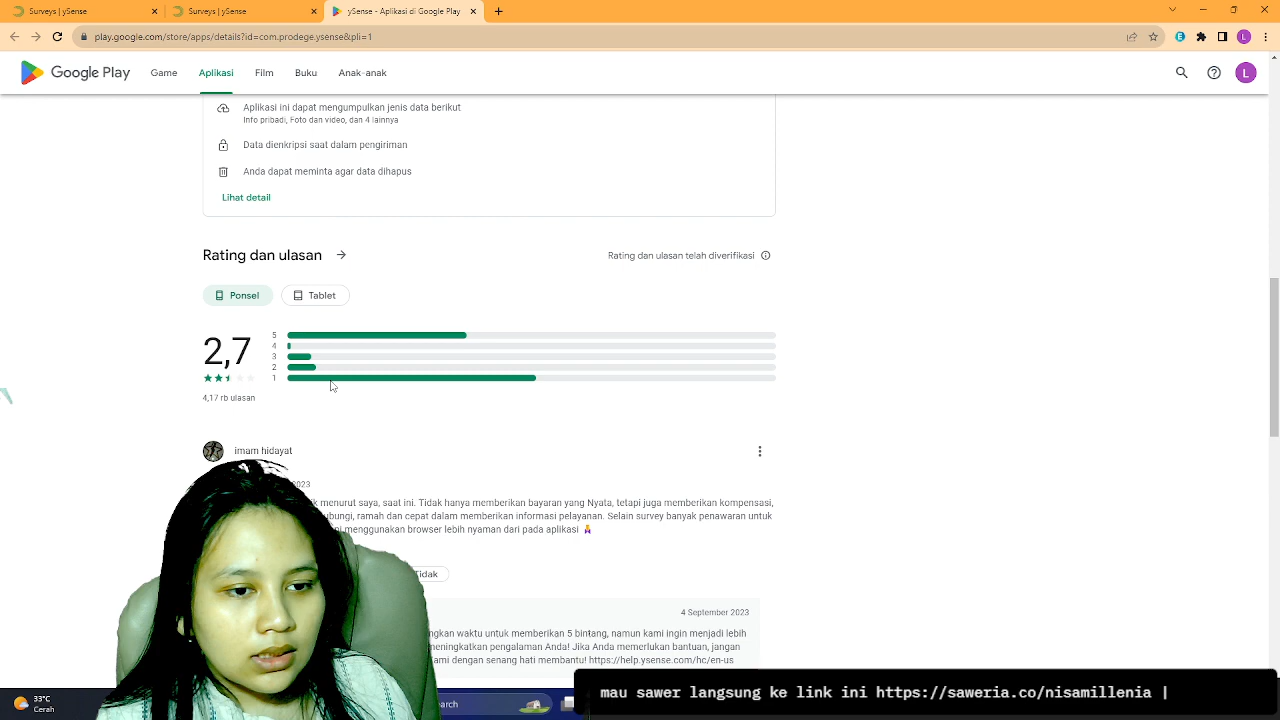 Surveys | ySense
Surveys | ySense
ySense - Aplikasi di Google Play
play.google.com/store/apps/details?id=com.prodege.ysense&pli=1
Google Play Game Aplikasi Film Buku Anak-anak
L
Aplikasi ini dapat mengumpulkan jenis data berikut
Info pribadi, Foto dan video, dan 4 lainnya
Data dienkripsi saat dalam pengiriman
Anda dapat meminta agar data dihapus
Lihat detail
Rating dan ulasan
Rating dan ulasan telah diverifikasi
Ponsel
Tablet
2,7
5
4
3
2
1
4,17 rb ulasan
imam hidayat
2023
menurut saya, saat ini. Tidak hanya memberikan bayaran yang Nyata, tetapi juga memberikan kompensasi,
ramah dan cepat dalam memberikan informasi pelayanan. Selain survey banyak penawaran untuk
menggunakan browser lebih nyaman dari pada aplikasi
Tidak
4 September 2023
waktu untuk memberikan 5 bintang, namun kami ingin menjadi lebih
meningkatkan pengalaman Anda! Jika Anda memerlukan bantuan, jangan
dengan senang hati membantu! https://help.ysense.com/hc/en-us
33°C
Cerah
mau sawer langsung ke link ini https://saweria.co/nisamillenia |